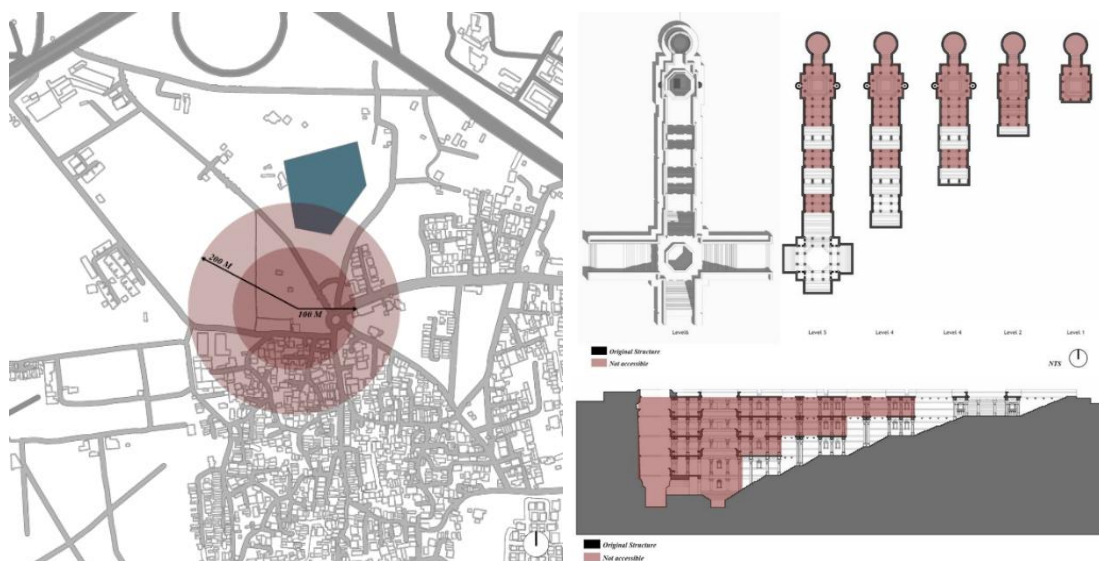 200 M
100 M
Level6
Level 5
Level 4
Level 4
Level 2
Level 1
Original Structure
Not accessible
NTS
Original Structure
Not accessible